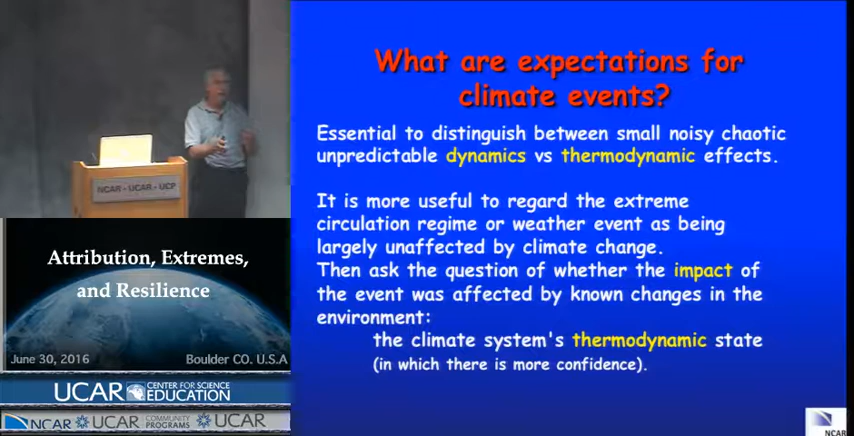 What are expectations for
climate events?
Essential to distinguish between small noisy chaotic
unpredictable dynamics vs thermodynamic effects.
It is more useful to regard the extreme
circulation regime or weather event as being
largely unaffected by climate change.
Then ask the question of whether the impact of
the event was affected by known changes in the
environment:
the climate system's thermodynamic state
(in which there is more confidence).
NCAR
NCAR - UCAR - UCP
Attribution, Extremes,
and Resilience
June 30, 2016 Boulder CO. U.S.A
UCAR CENTER FOR SCIENCE
EDUCATION
NCAR UCAR COMMUNITY
PROGRAMS UCAR